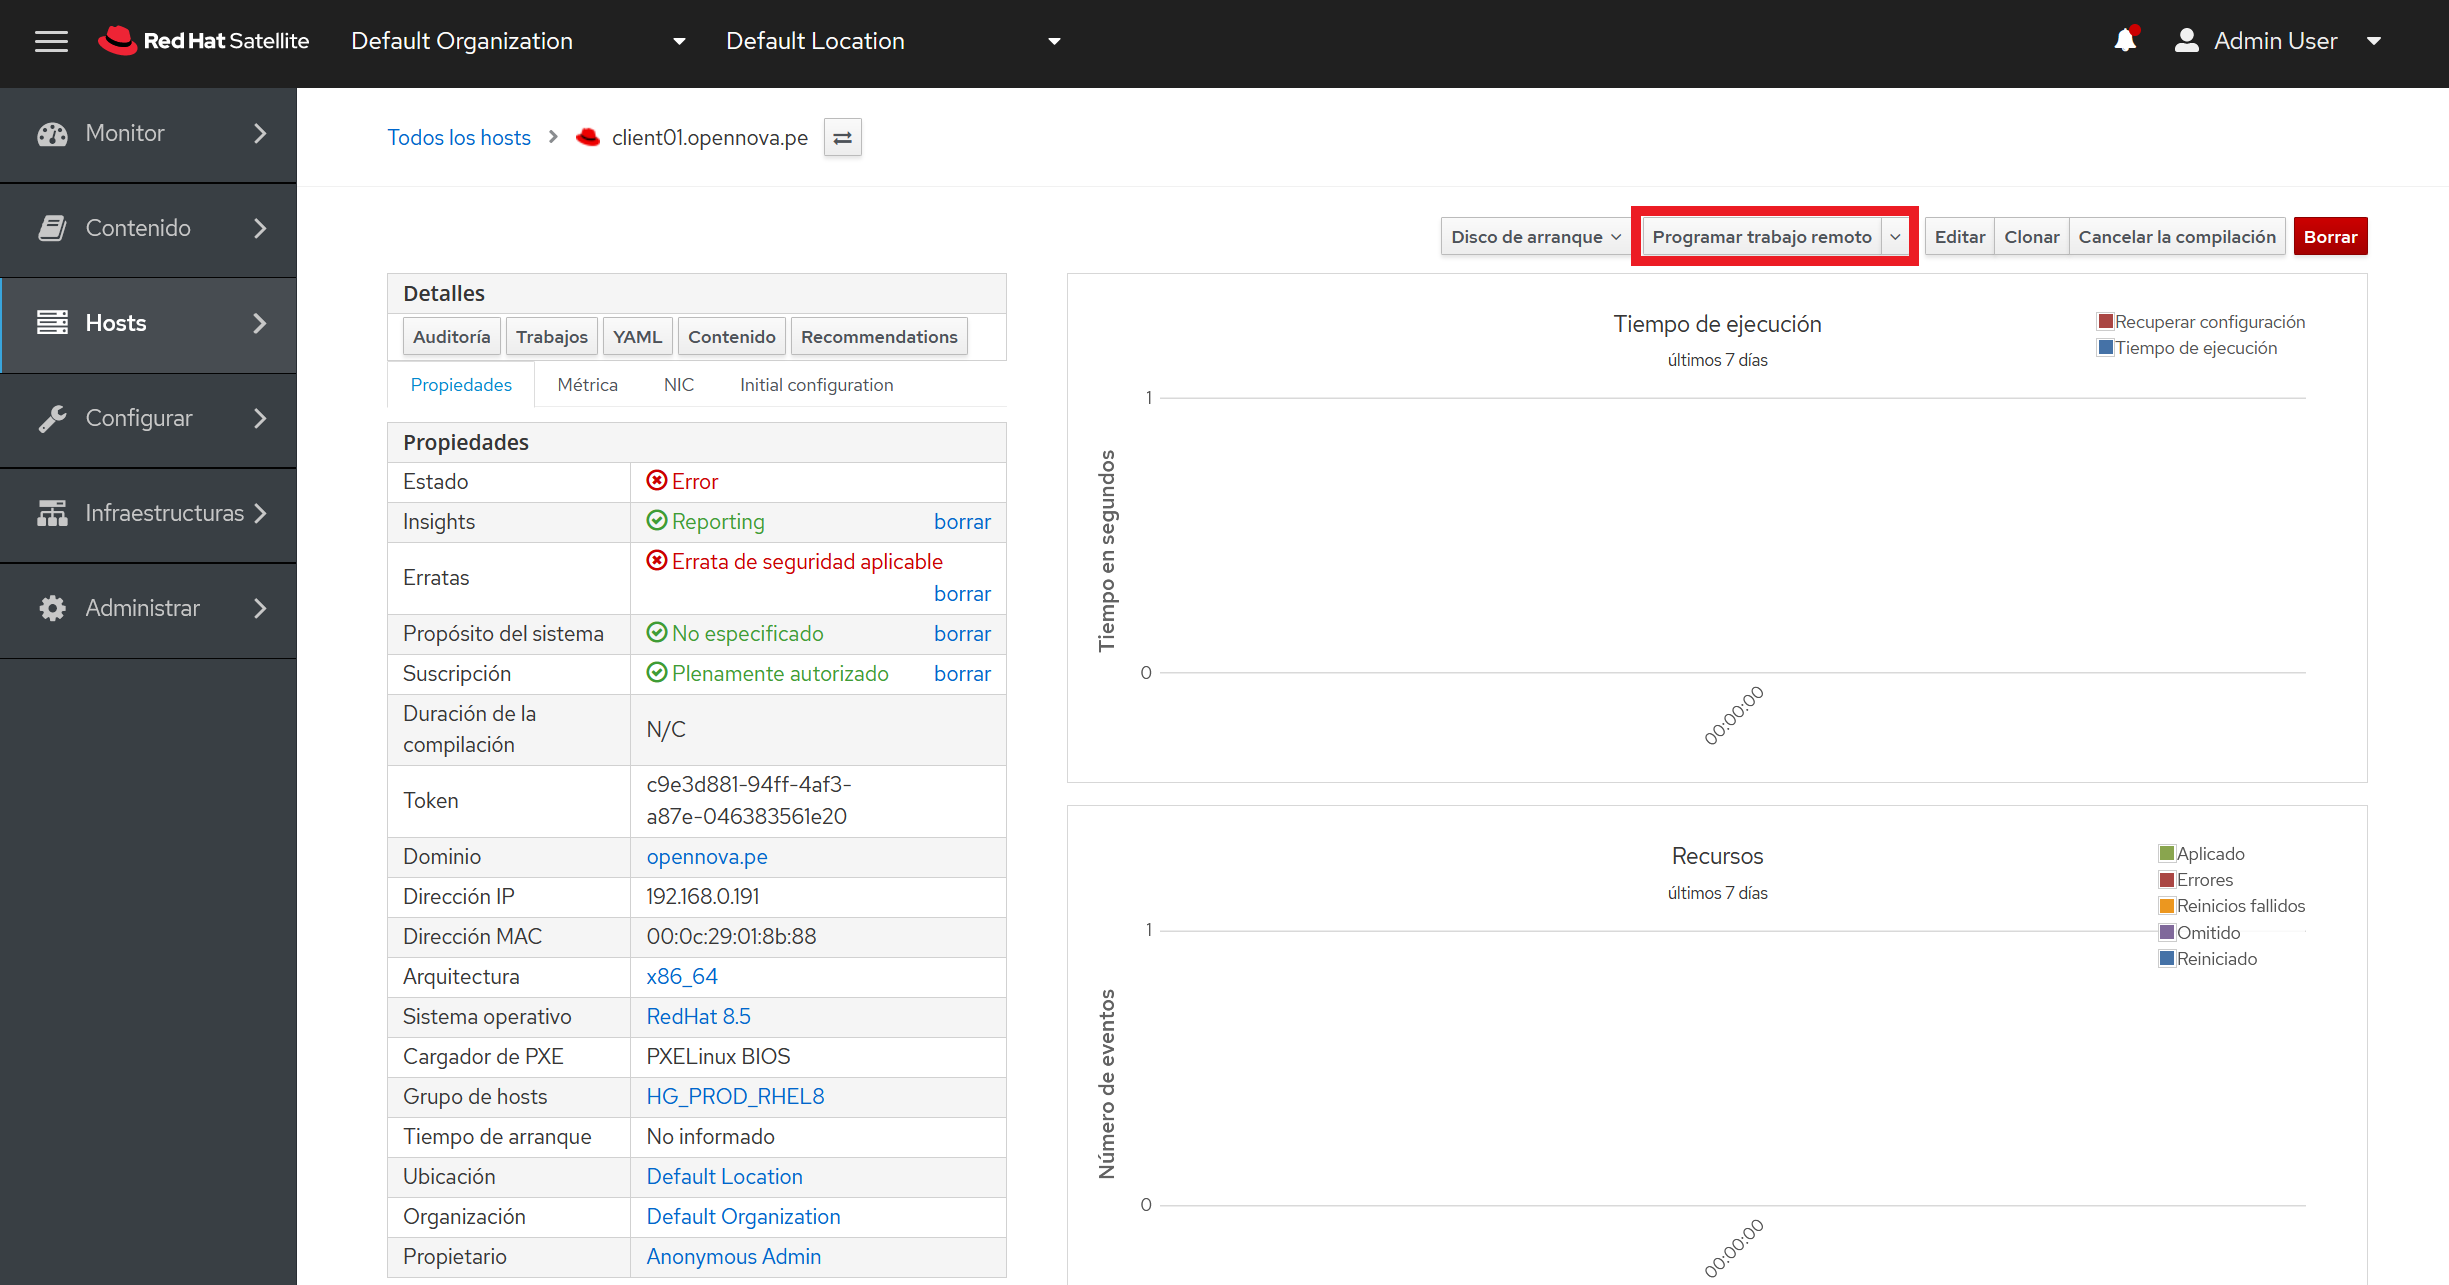 Red Hat Satellite
Default Organization
Default Location
Admin User
Monitor
Contenido
Hosts
Configurar
Infraestructuras
Administrar
Todos los hosts
client01.opennova.pe
Disco de arranque
Programar trabajo remoto
Editar
Clonar
Cancelar la compilación
Borrar
Detalles
Auditoría
Trabajos
YAML
Contenido
Recommendations
Propiedades
Métrica
NIC
Initial configuration
Propiedades
Estado
Error
Insights
Reporting
borrar
Erratas
Errata de seguridad aplicable
borrar
Propósito del sistema
No especificado
borrar
Suscripción
Plenamente autorizado
borrar
Duración de la
compilación
N/C
Token
c9e3d881-94ff-4af3-
a87e-046383561e20
Dominio
opennova.pe
Dirección IP
192.168.0.191
Dirección MAC
00:0c:29:01:8b:88
Arquitectura
x86_64
Sistema operativo
RedHat 8.5
Cargador de PXE
PXELinux BIOS
Grupo de hosts
HG_PROD_RHEL8
Tiempo de arranque
No informado
Ubicación
Default Location
Organización
Default Organization
Propietario
Anonymous Admin
Tiempo de ejecución
últimos 7 días
Recuperar configuración
Tiempo de ejecución
Tiempo en segundos
1
0
00:00:00
Recursos
últimos 7 días
Aplicado
Errores
Reinicios fallidos
Omitido
Reiniciado
Número de eventos
1
0
00:00:00